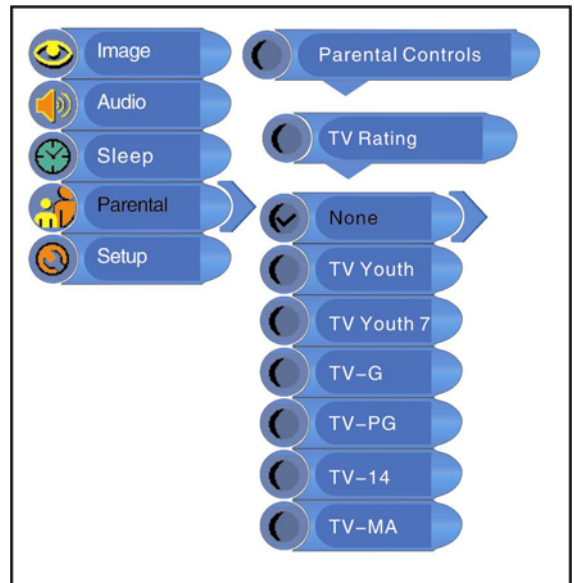 Image
Audio
Sleep
Parental
Setup
Parental Controls
TV Rating
None
TV Youth
TV Youth 7
TV–G
TV–PG
TV–14
TV–MA